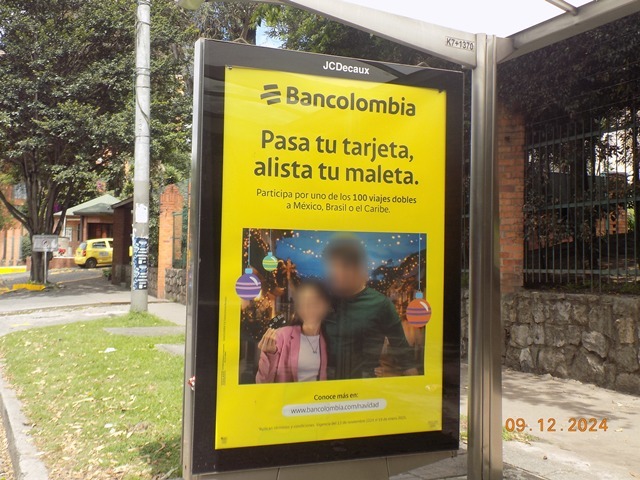 K7+1370
JCDecaux
Bancolombia
Pasa tu tarjeta,
alista tu maleta.
Participa por uno de los 100 viajes dobles
a México, Brasil o el Caribe.
Conoce más en:
www.bancolombia.com/navidad
09.12.2024